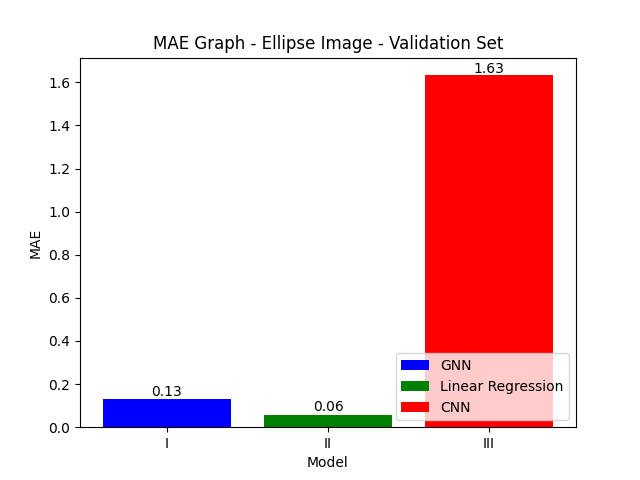 MAE Graph - Ellipse Image - Validation Set
1.63
1.6
1.4
1.2
1.0
MAE
0.8
0.6
0.4
0.2
0.0
0.13
0.06
GNN
Linear Regression
CNN
I
II
III
Model